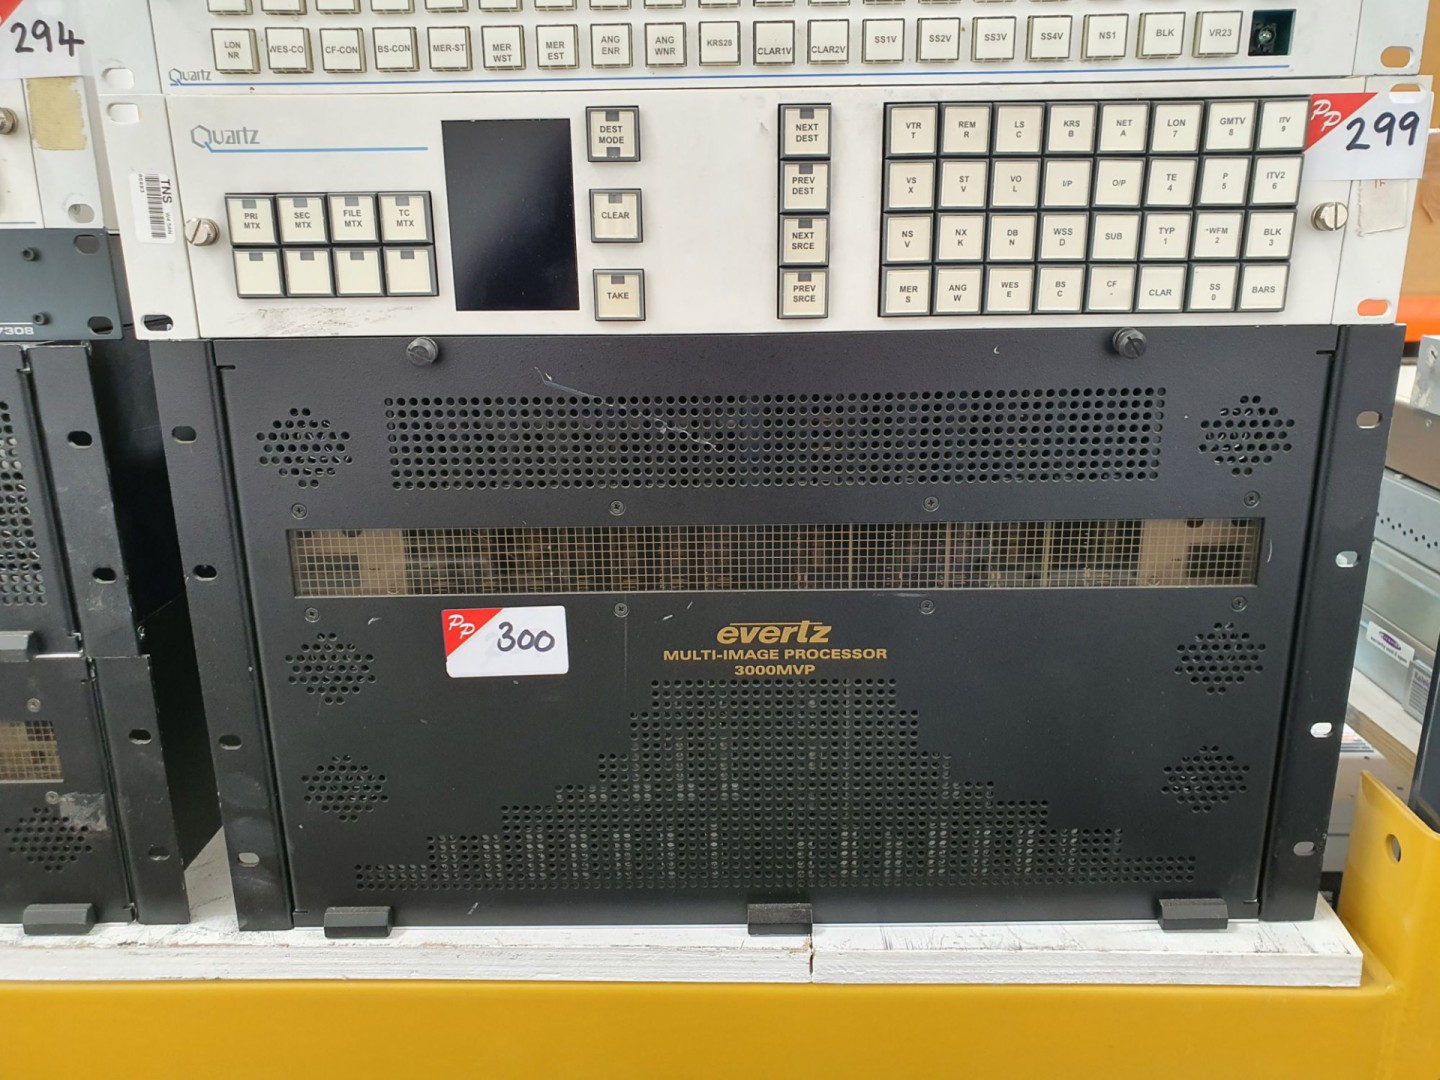 294
LON NR
WES-CO
CF-CON
BS-CON
MER-ST
MER WST
MER EST
ANG ENR
ANG WNR
KRS28
CLAR1V
CLAR2V
SS1V
SS2V
SS3V
SS4V
NS1
BLK
VR23
Quartz
Quartz
TNS
PRI MTX
SEC MTX
FILE MTX
TC MTX
DEST MODE
CLEAR
TAKE
NEXT DEST
PREV DEST
NEXT SRCE
PREV SRCE
VTR T
REM R
LS C
KRS B
NET A
LON 7
GMTV 8
ITV 9
VS X
ST V
VO L
I/P
O/P
TE 4
P 5
ITV2 6
NS V
NX K
DB N
WSS D
SUB
TYP 1
-WFM 2
BLK 3
MER S
ANG W
WES E
BS C
CF -
CLAR
SS 0
BARS
PP
299
7308
PP
300
evertz
MULTI-IMAGE PROCESSOR
3000MVP